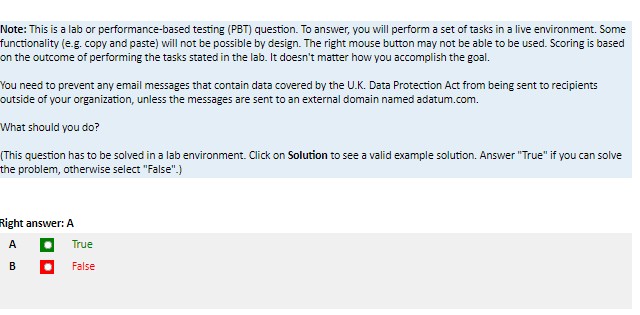 Note: This is a lab or performance-based testing (PBT) question. To answer, you will perform a set of tasks in a live environment. Some
functionality (e.g. copy and paste) will not be possible by design. The right mouse button may not be able to be used. Scoring is based
on the outcome of performing the tasks stated in the lab. It doesn't matter how you accomplish the goal.
You need to prevent any email messages that contain data covered by the U.K. Data Protection Act from being sent to recipients
outside of your organization, unless the messages are sent to an external domain named adatum.com.
What should you do?
(This question has to be solved in a lab environment. Click on Solution to see a valid example solution. Answer "True" if you can solve
the problem, otherwise select "False".)
Right answer: A
A True
B False